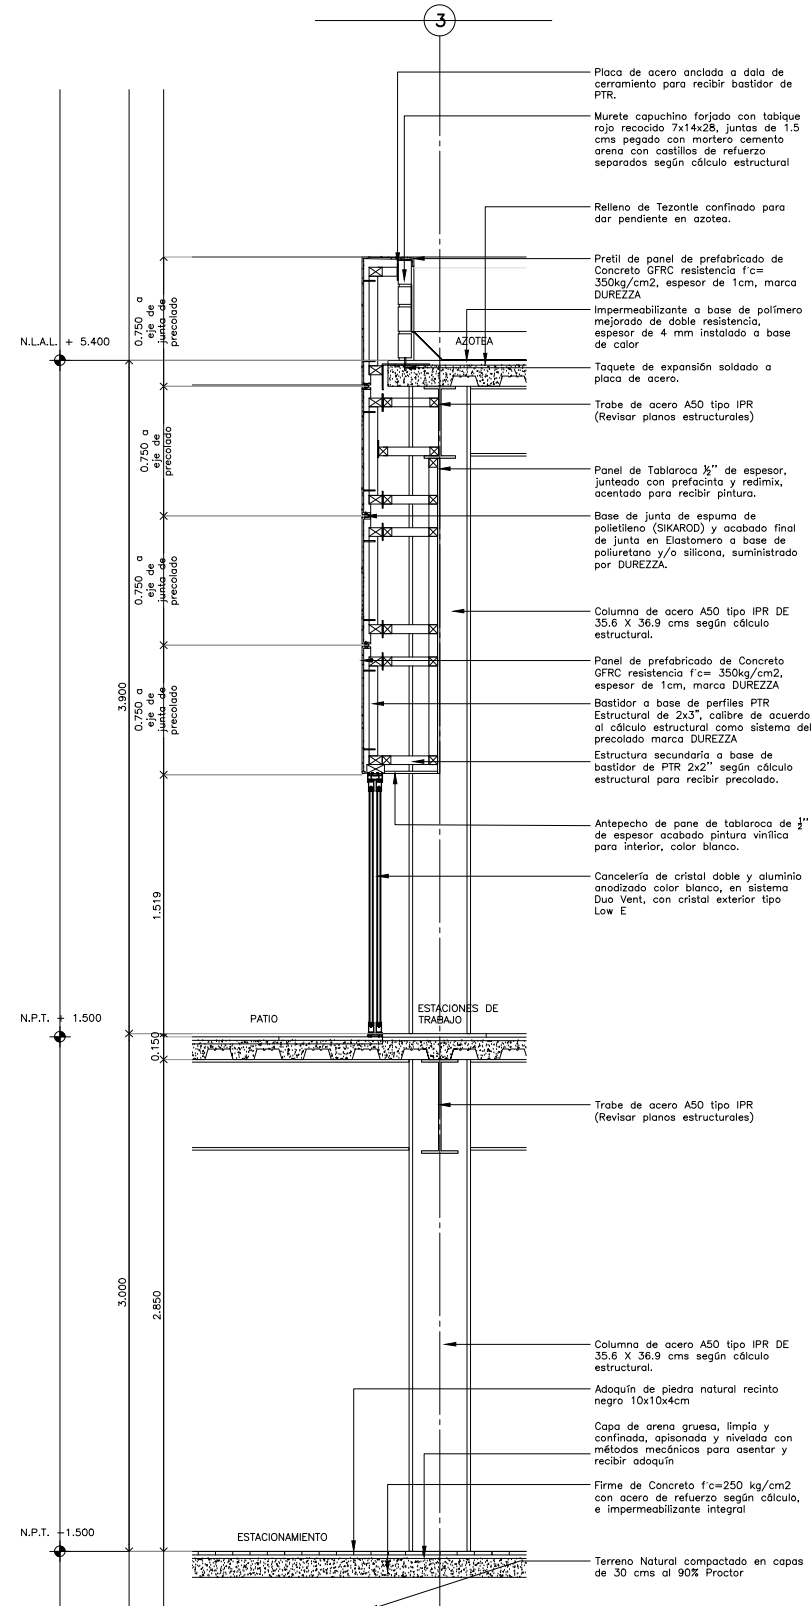 3
Placa de acero anclada a dala de
cerramiento para recibir bastidor de
PTR.
Murete capuchino forjado con tabique
rojo recocido 7x14x28, juntas de 1.5
cms pegado con mortero cemento
arena con castillos de refuerzo
separados según cálculo estructural
Relleno de Tezontle confinado para
dar pendiente en azotea.
Pretil de panel de prefabricado de
Concreto GFRC resistencia f'c=
350kg/cm2, espesor de 1cm, marca
DUREZZA
Impermeabilizante a base de polímero
mejorado de doble resistencia,
espesor de 4 mm instalado a base
de calor
0.750 a
eje de
junta de
precolado
N.L.A.L. + 5.400
AZOTEA
Taquete de expansión soldado a
placa de acero.
Trabe de acero A50 tipo IPR
(Revisar planos estructurales)
0.750 a
eje de
junta de
precolado
Panel de Tablaroca ½" de espesor,
junteado con prefacinta y redimix,
acentado para recibir pintura.
Base de junta de espuma de
polietileno (SIKAROD) y acabado final
de junta en Elastomero a base de
poliuretano y/o silicona, suministrado
por DUREZZA.
0.750 a
eje de
junta de
precolado
Columna de acero A50 tipo IPR DE
35.6 X 36.9 cms según cálculo
estructural.
Panel de prefabricado de Concreto
GFRC resistencia f'c= 350kg/cm2,
espesor de 1cm, marca DUREZZA
3.900
0.750 a
eje de
junta de
precolado
Bastidor a base de perfiles PTR
Estructural de 2x3", calibre de acuerdo
al cálculo estructural como sistema del
precolado marca DUREZZA
Estructura secundaria a base de
bastidor de PTR 2x2" según cálculo
estructural para recibir precolado.
Antepecho de pane de tablaroca de ½"
de espesor acabado pintura vinílica
para interior, color blanco.
1.519
Cancelería de cristal doble y aluminio
anodizado color blanco, en sistema
Duo Vent, con cristal exterior tipo
Low E
N.P.T. + 1.500
PATIO
ESTACIONES DE
TRABAJO
0.150
Trabe de acero A50 tipo IPR
(Revisar planos estructurales)
3.000
2.850
Columna de acero A50 tipo IPR DE
35.6 X 36.9 cms según cálculo
estructural.
Adoquín de piedra natural recinto
negro 10x10x4cm
Capa de arena gruesa, limpia y
confinada, apisonada y nivelada con
métodos mecánicos para asentar y
recibir adoquín
Firme de Concreto f'c=250 kg/cm2
con acero de refuerzo según cálculo,
e impermeabilizante integral
N.P.T. -1.500
ESTACIONAMIENTO
Terreno Natural compactado en capas
de 30 cms al 90% Proctor